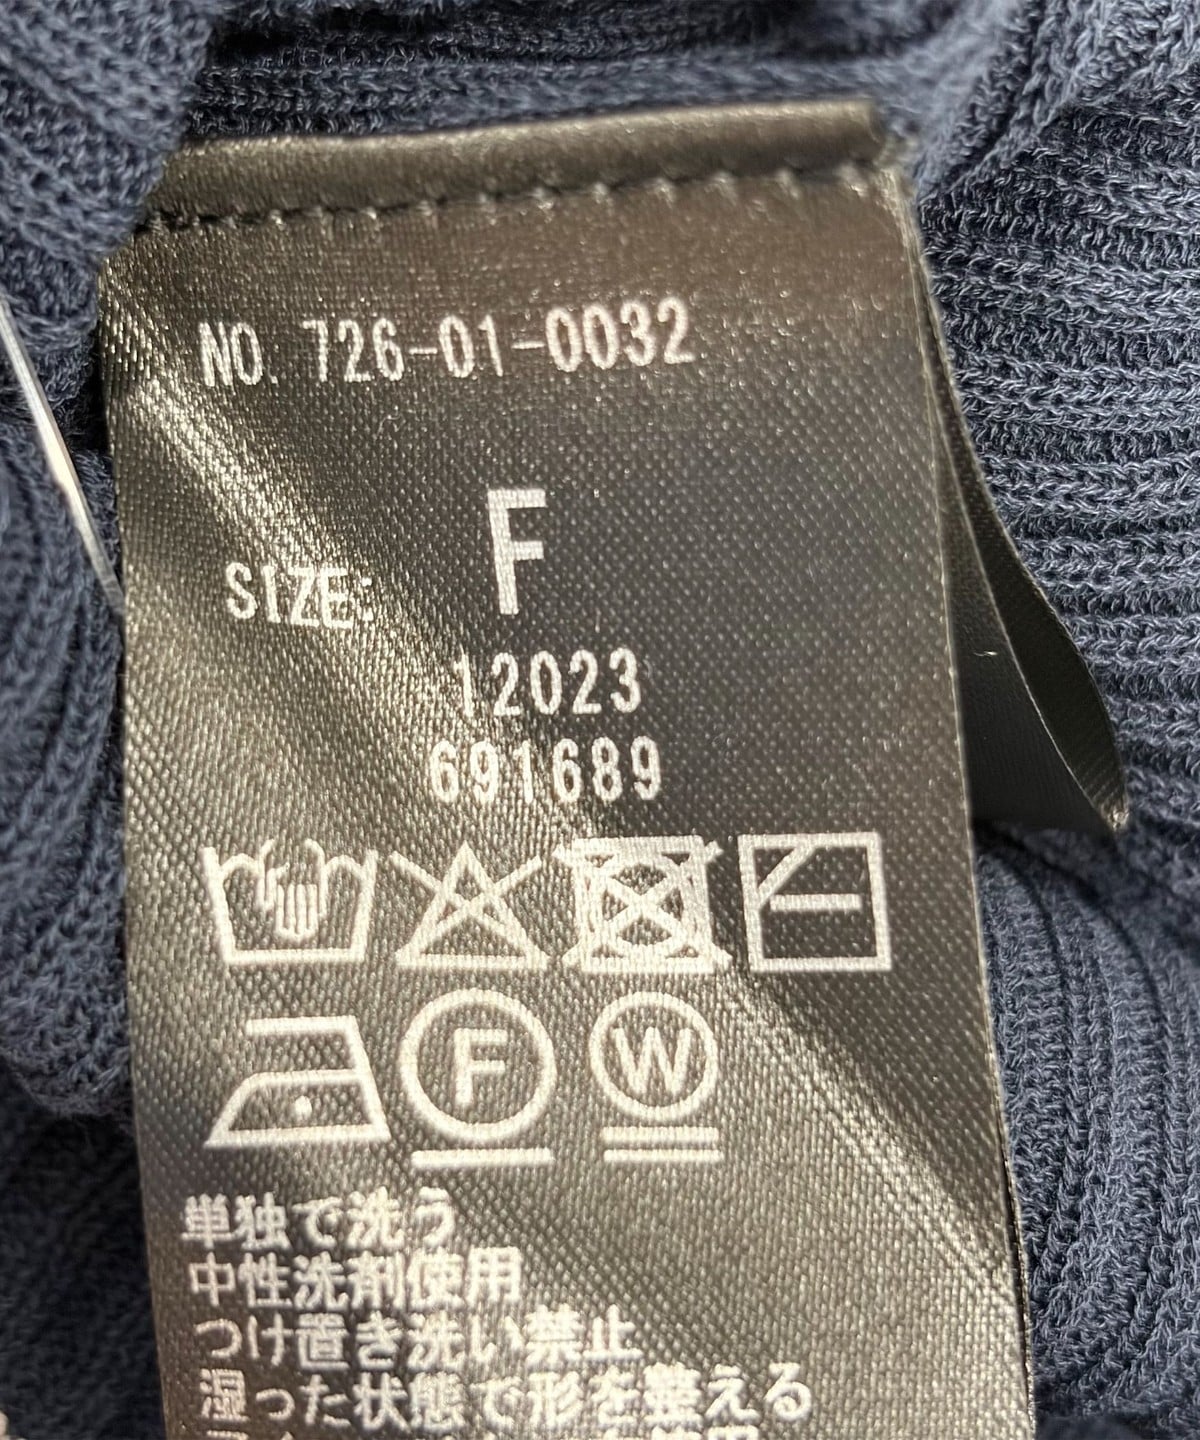 NO. 726-01-0032
SIZE: F
12023
691689
F
W
単独で洗う
中性洗剤使用
つけ置き洗い禁止
湿った状態で形を整える